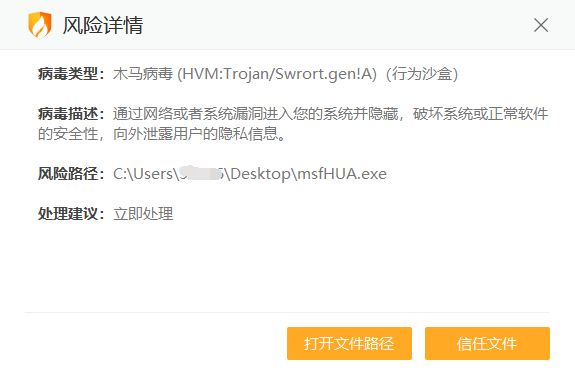 风险详情
病毒类型：木马病毒 (HVM:Trojan/Swrort.gen!A)（行为沙盒）
病毒描述：通过网络或者系统漏洞进入您的系统并隐藏，破坏系统或正常软件
的安全性，向外泄露用户的隐私信息。
风险路径：C:\Users\ \Desktop\msfHUA.exe
处理建议：立即处理
打开文件路径
信任文件